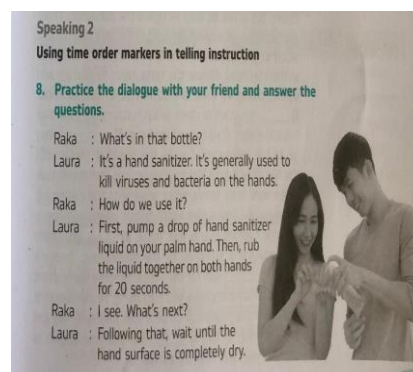 Speaking 2
Using time order markers in telling instruction
8. Practice the dialogue with your friend and answer the
questions.
Raka : What's in that bottle?
Laura : It's a hand sanitizer. It's generally used to
kill viruses and bacteria on the hands.
Raka : How do we use it?
Laura : First, pump a drop of hand sanitizer
liquid on your palm hand. Then, rub
the liquid together on both hands
for 20 seconds.
Raka : I see. What's next?
Laura : Following that, wait until the
hand surface is completely dry.